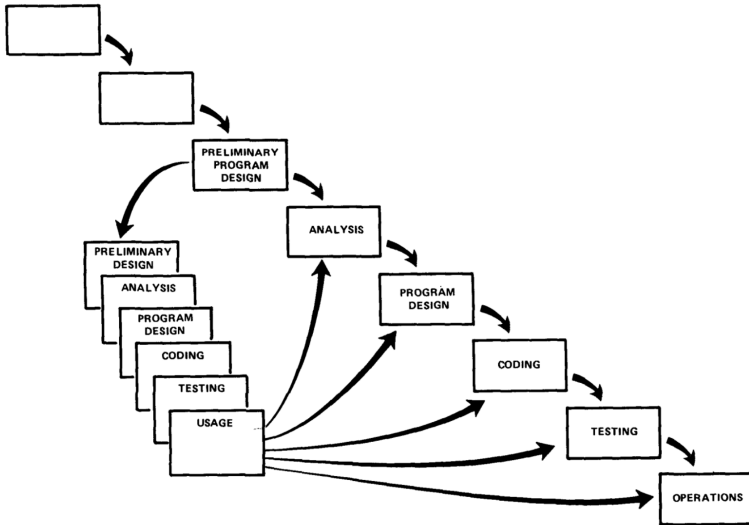 PRELIMINARY
PROGRAM
DESIGN
ANALYSIS
PROGRAM
DESIGN
CODING
TESTING
OPERATIONS
PRELIMINARY
DESIGN
ANALYSIS
PROGRAM
DESIGN
CODING
TESTING
USAGE